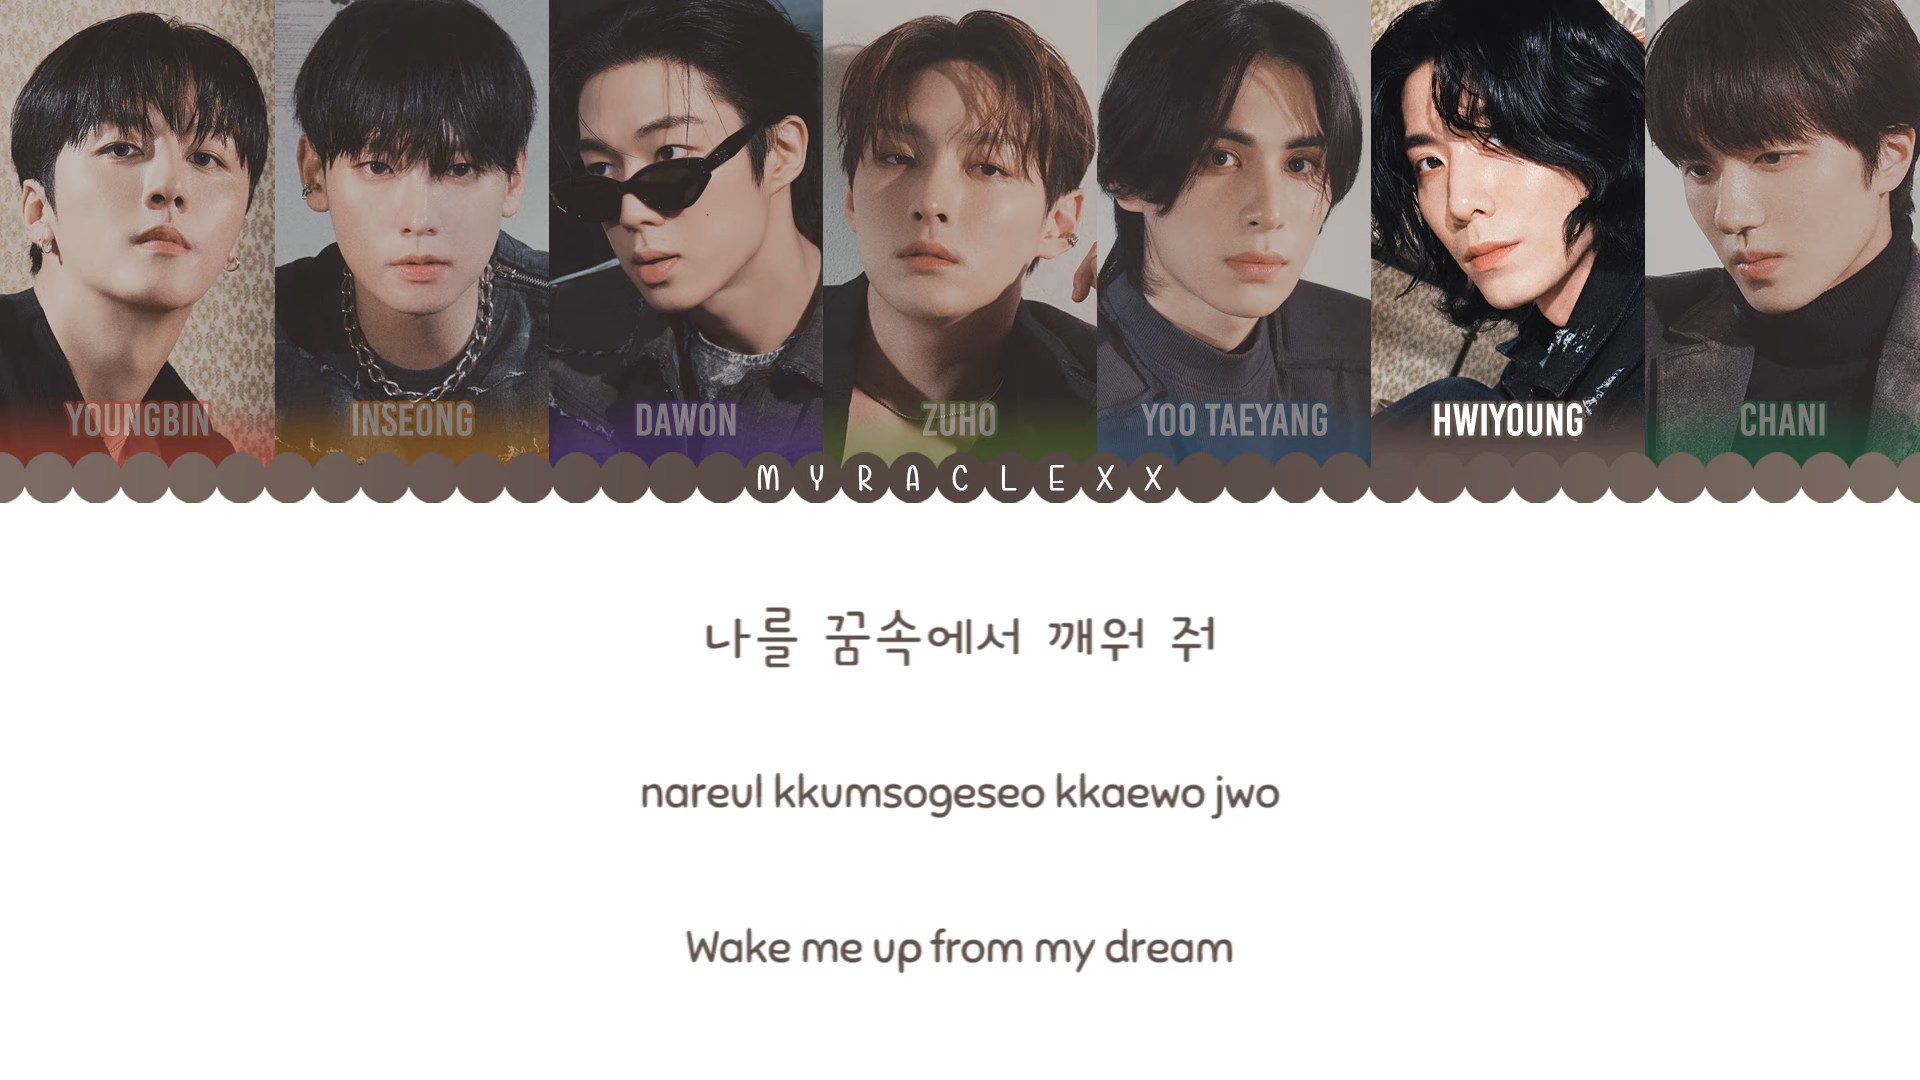 YOUNGBIN INSEONG DAWON ZUHO YOO TAEYANG HWIYOUNG CHANI
MYRACLEXX
나를 꿈속에서 깨워 줘
nareul kkumsogeseo kkaewo jwo
Wake me up from my dream